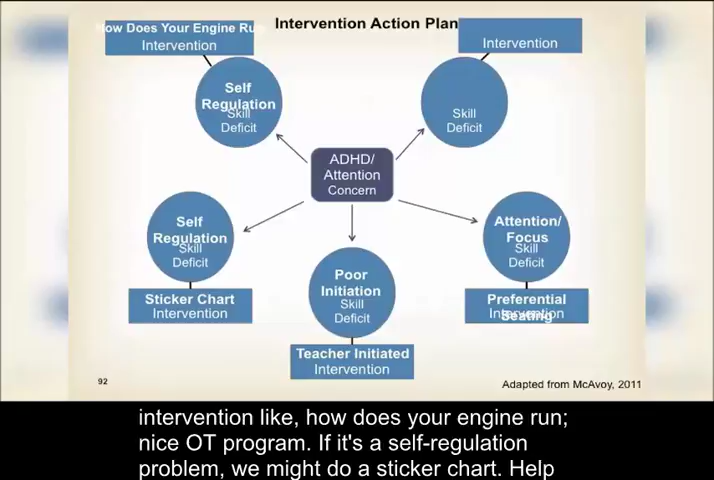 Intervention Action Plan
How Does Your Engine Run
Intervention
Intervention
Self
Regulation
Skill
Deficit
Skill
Deficit
ADHD/
Attention
Concern
Self
Regulation
Skill
Deficit
Attention/
Focus
Skill
Deficit
Poor
Initiation
Skill
Deficit
Sticker Chart
Intervention
Preferential
Intervention
Seating
Teacher Initiated
Intervention
92
Adapted from McAvoy, 2011
intervention like, how does your engine run;
nice OT program. If it's a self-regulation
problem, we might do a sticker chart. Help